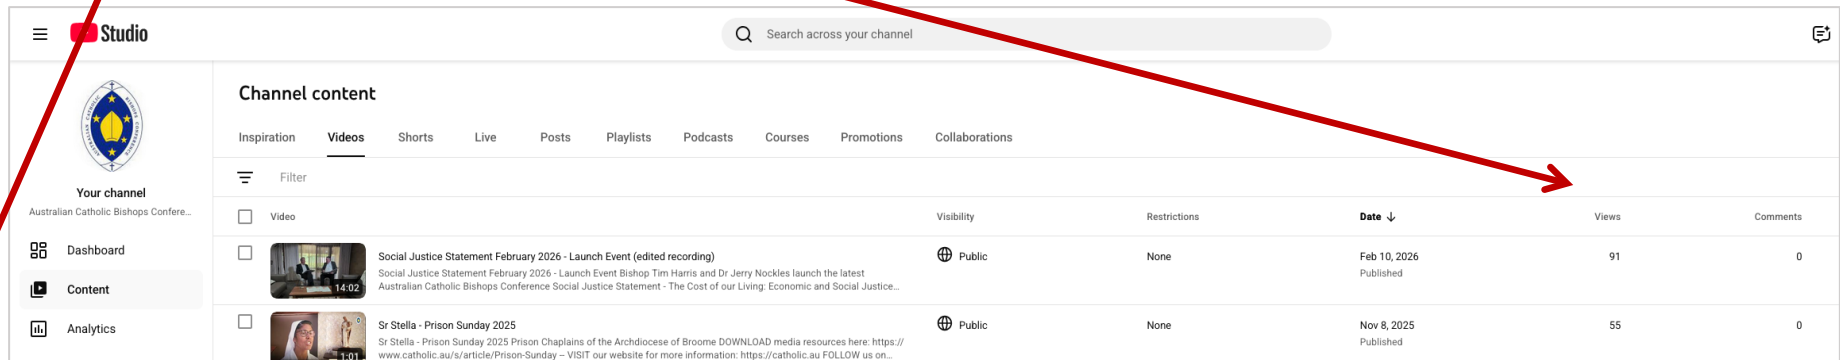 Studio
Search across your channel
Channel content
Inspiration Videos Shorts Live Posts Playlists Podcasts Courses Promotions Collaborations
Filter
Your channel
Australian Catholic Bishops Confere...
Video Visibility Restrictions Date Views Comments
Dashboard
Social Justice Statement February 2026 - Launch Event (edited recording) Public None Feb 10, 2026 91 0
Social Justice Statement February 2026 - Launch Event Bishop Tim Harris and Dr Jerry Nockles launch the latest Published
Australian Catholic Bishops Conference Social Justice Statement - The Cost of our Living: Economic and Social Justice...
14:02
Content
Analytics
Sr Stella - Prison Sunday 2025 Public None Nov 8, 2025 55 0
Sr Stella - Prison Sunday 2025 Prison Chaplains of the Archdiocese of Broome DOWNLOAD media resources here: https:// Published
www.catholic.au/s/article/Prison-Sunday – VISIT our website for more information: https://catholic.au FOLLOW us on...
1:01